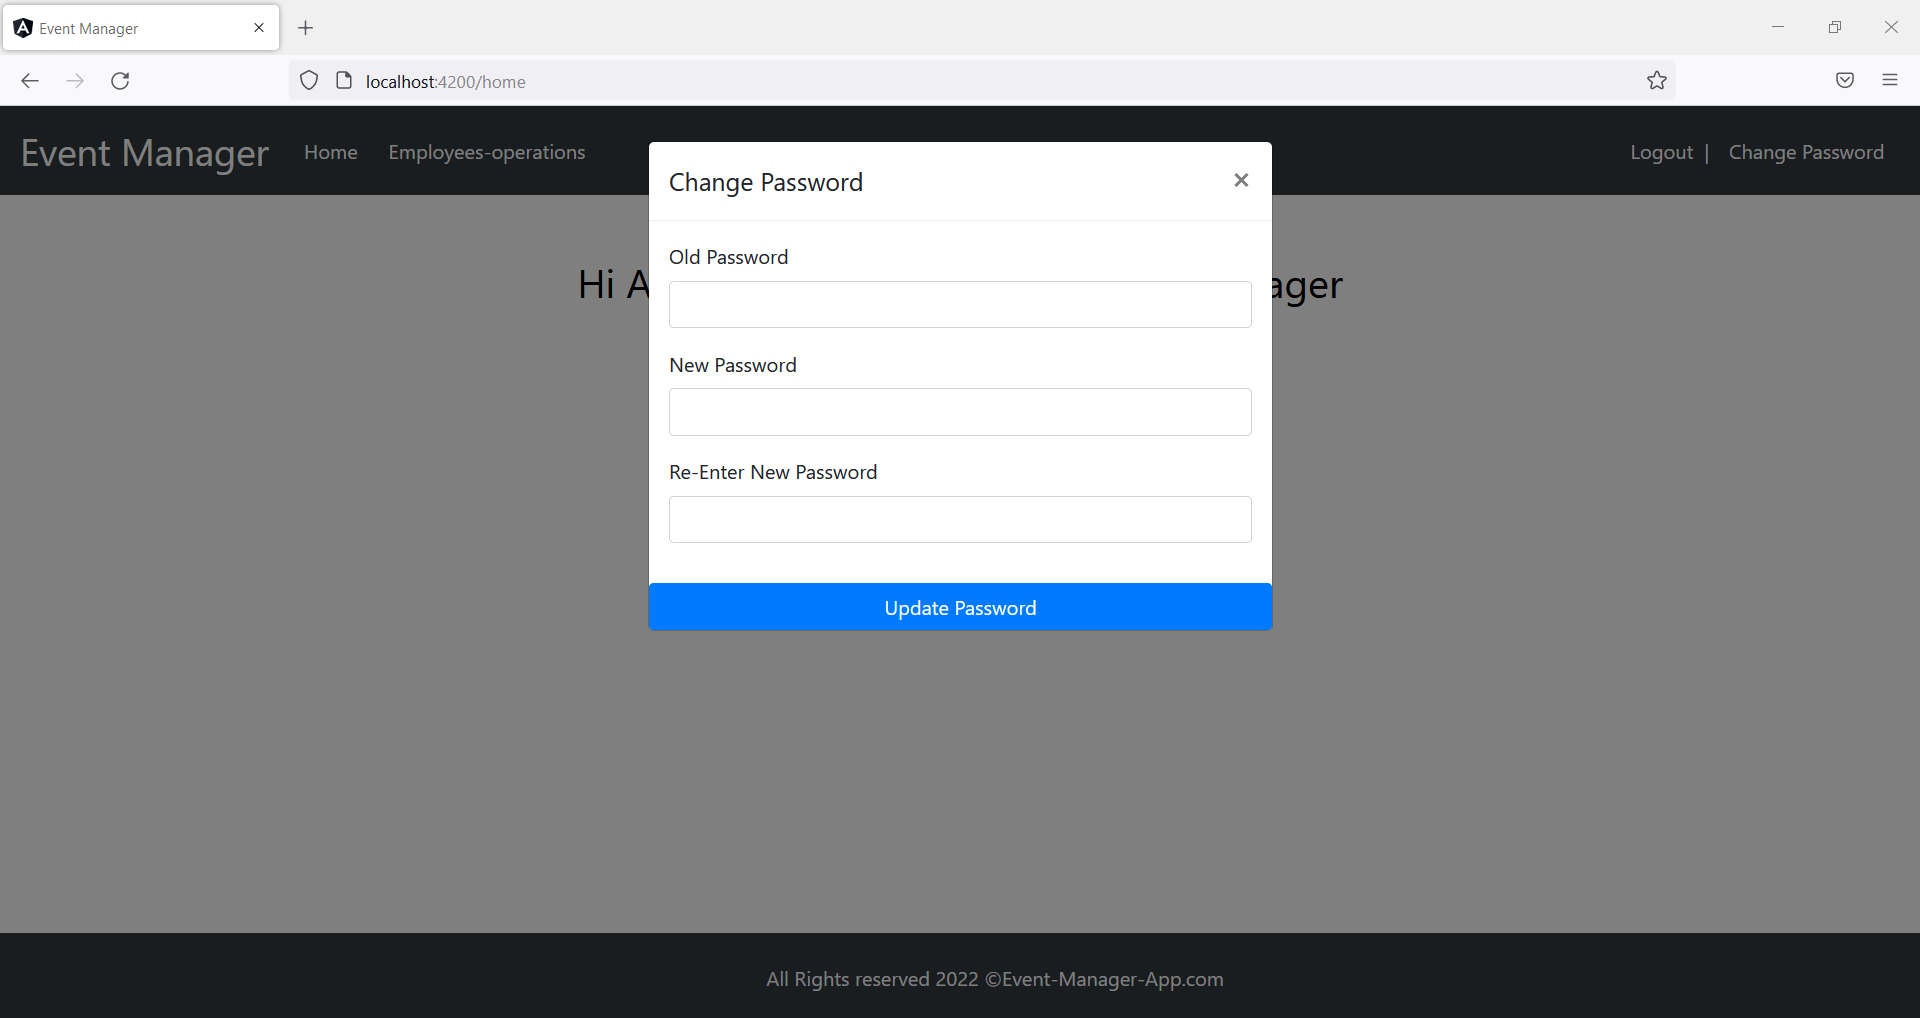 Event Manager
localhost:4200/home
Event Manager Home Employees-operations Logout | Change Password
Change Password
Old Password
Hi
New Password
Re-Enter New Password
Update Password
All Rights reserved 2022 ©Event-Manager-App.com